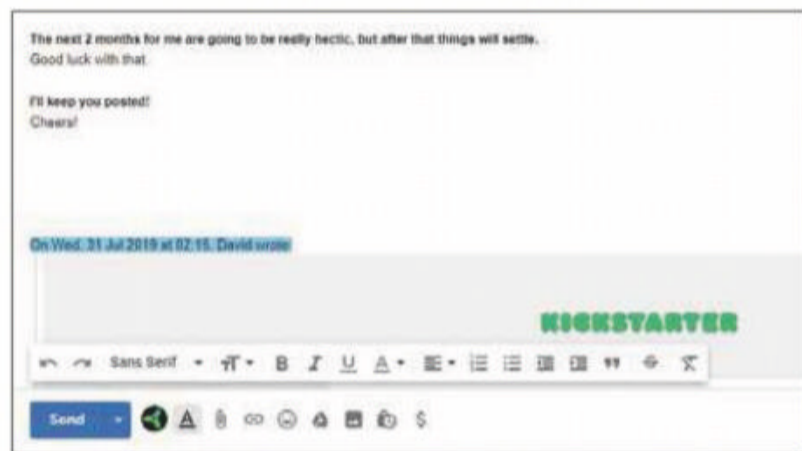 The next 2 months for me are going to be really hectic, but after that things will settle.
Good luck with that.
I'll keep you posted!
Cheers!
On Wed, 31 Jul 2019 at 02:15, David wrote
KICKSTARTER
Sans Serif
Send